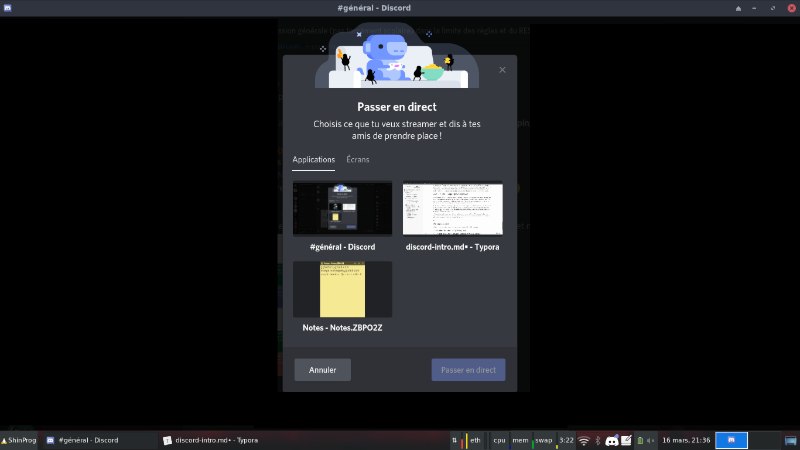 #général - Discord
Passer en direct
Choisis ce que tu veux streamer et dis à tes
amis de prendre place !
Applications Écrans
#général - Discord
discord-intro.md• - Typora
Notes - Notes.ZBPO2Z
Annuler
Passer en direct
ShinProg
#général - Discord
discord-intro.md• - Typora
eth
cpu
mem
swap
3:22
16 mars, 21:36